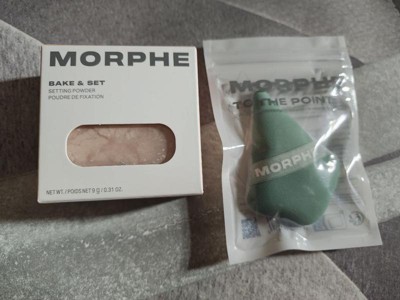 MORPHE
BAKE & SET
SETTING POWDER
POUDRE DE FIXATION
NET WT. / POIDS NET 9 G / 0.31 OZ.
MORPHE
TO THE POINT
MORPHE